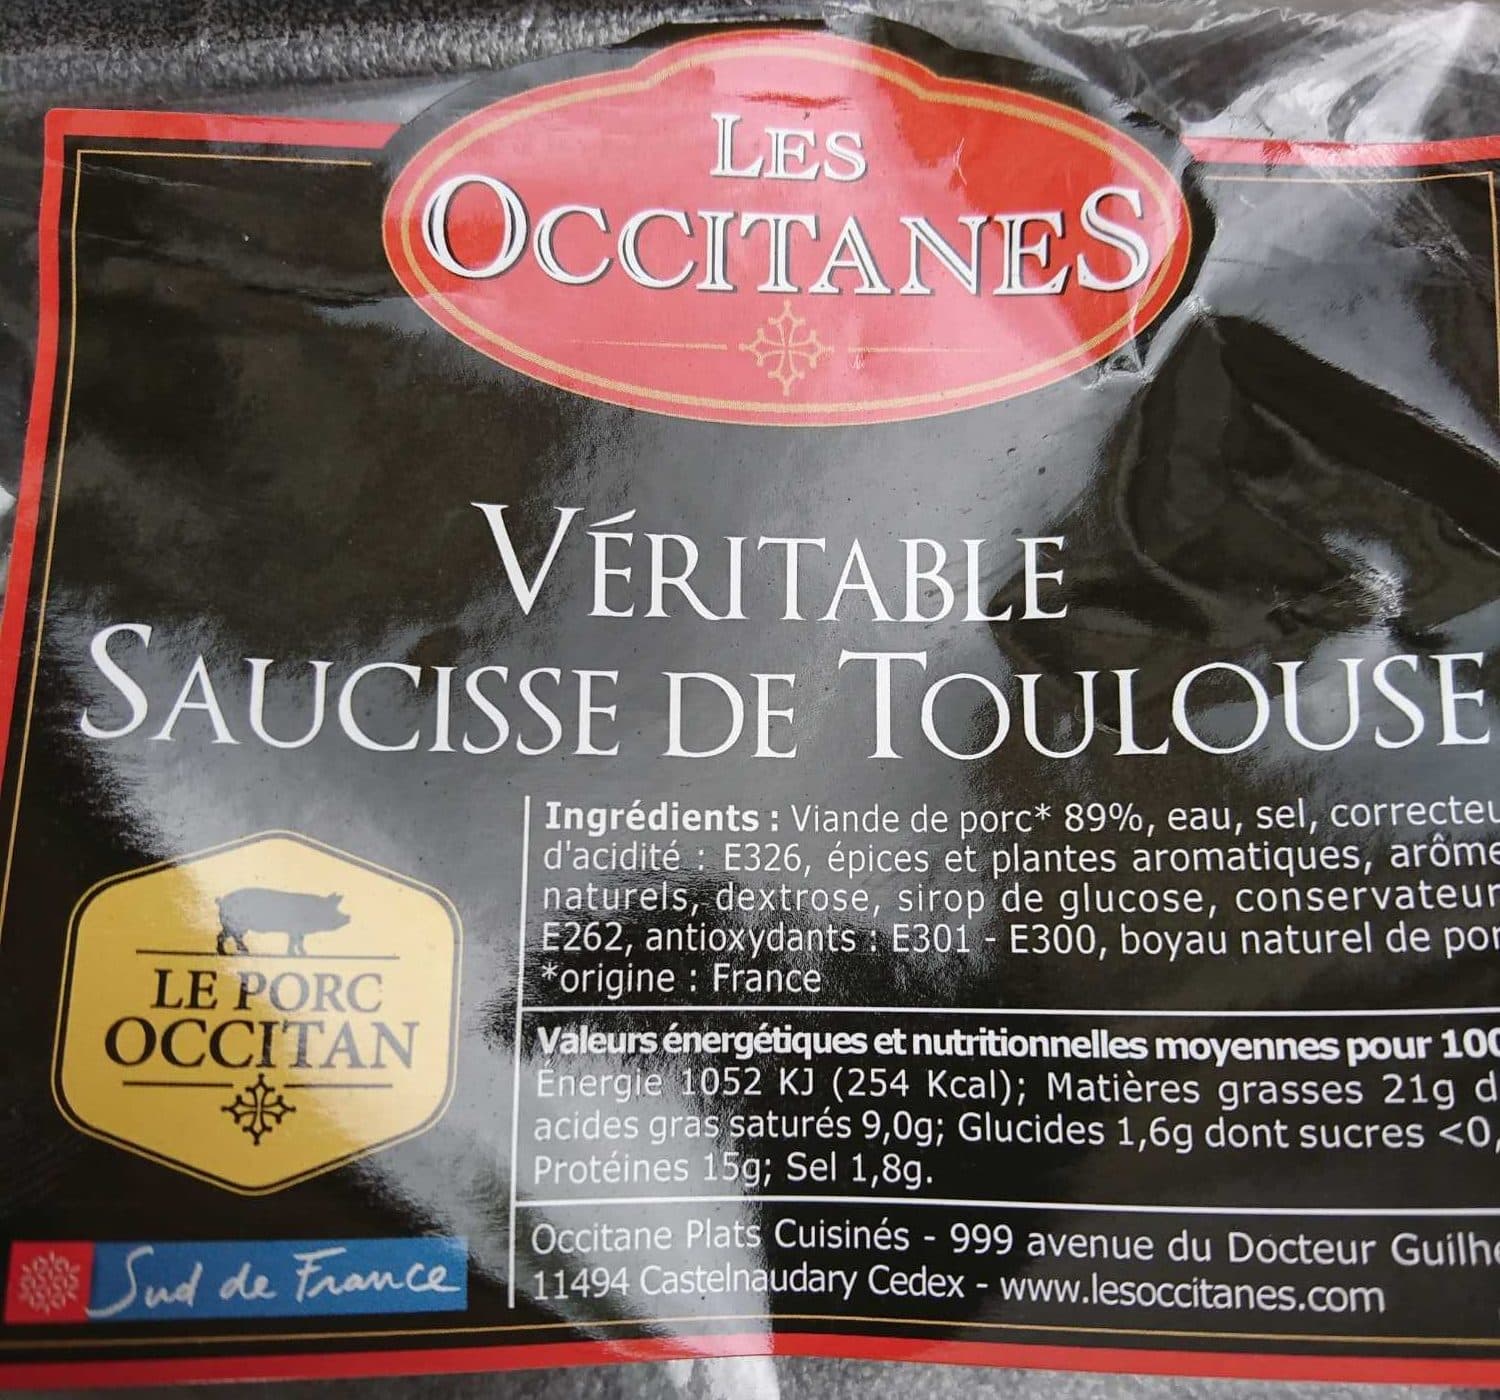 LES
OCCITANES
VÉRITABLE
SAUCISSE DE TOULOUSE
Ingrédients : Viande de porc* 89%, eau, sel, correcteu
d'acidité : E326, épices et plantes aromatiques, arôme
naturels, dextrose, sirop de glucose, conservateur
E262, antioxydants : E301 - E300, boyau naturel de por
*origine : France
Valeurs énergétiques et nutritionnelles moyennes pour 100
Énergie 1052 KJ (254 Kcal); Matières grasses 21g d
acides gras saturés 9,0g; Glucides 1,6g dont sucres <0,
Protéines 15g; Sel 1,8g.
Occitane Plats Cuisinés - 999 avenue du Docteur Guilhe
11494 Castelnaudary Cedex - www.lesoccitanes.com
LE PORC
OCCITAN
Sud de France